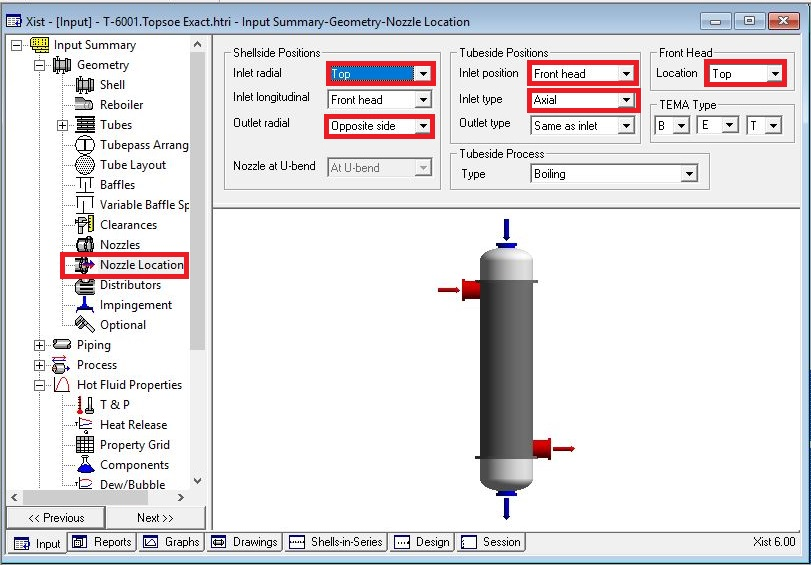 Xist - [Input] - T-6001.Topsoe Exact.htri - Input Summary-Geometry-Nozzle Location
Input Summary
Geometry
Shell
Reboiler
Tubes
Tubepass Arrang
Tube Layout
Baffles
Variable Baffle Sp
Clearances
Nozzles
Nozzle Location
Distributors
Impingement
Optional
Piping
Process
Hot Fluid Properties
T & P
Heat Release
Property Grid
Components
Dew/Bubble
<< Previous
Next >>
Shellside Positions
Inlet radial Top
Inlet longitudinal Front head
Outlet radial Opposite side
Nozzle at U-bend At U-bend
Tubeside Positions
Inlet position Front head
Inlet type Axial
Outlet type Same as inlet
Tubeside Process
Type Boiling
Front Head
Location Top
TEMA Type
B E T
Input Reports Graphs Drawings Shells-in-Series Design Session Xist 6.00